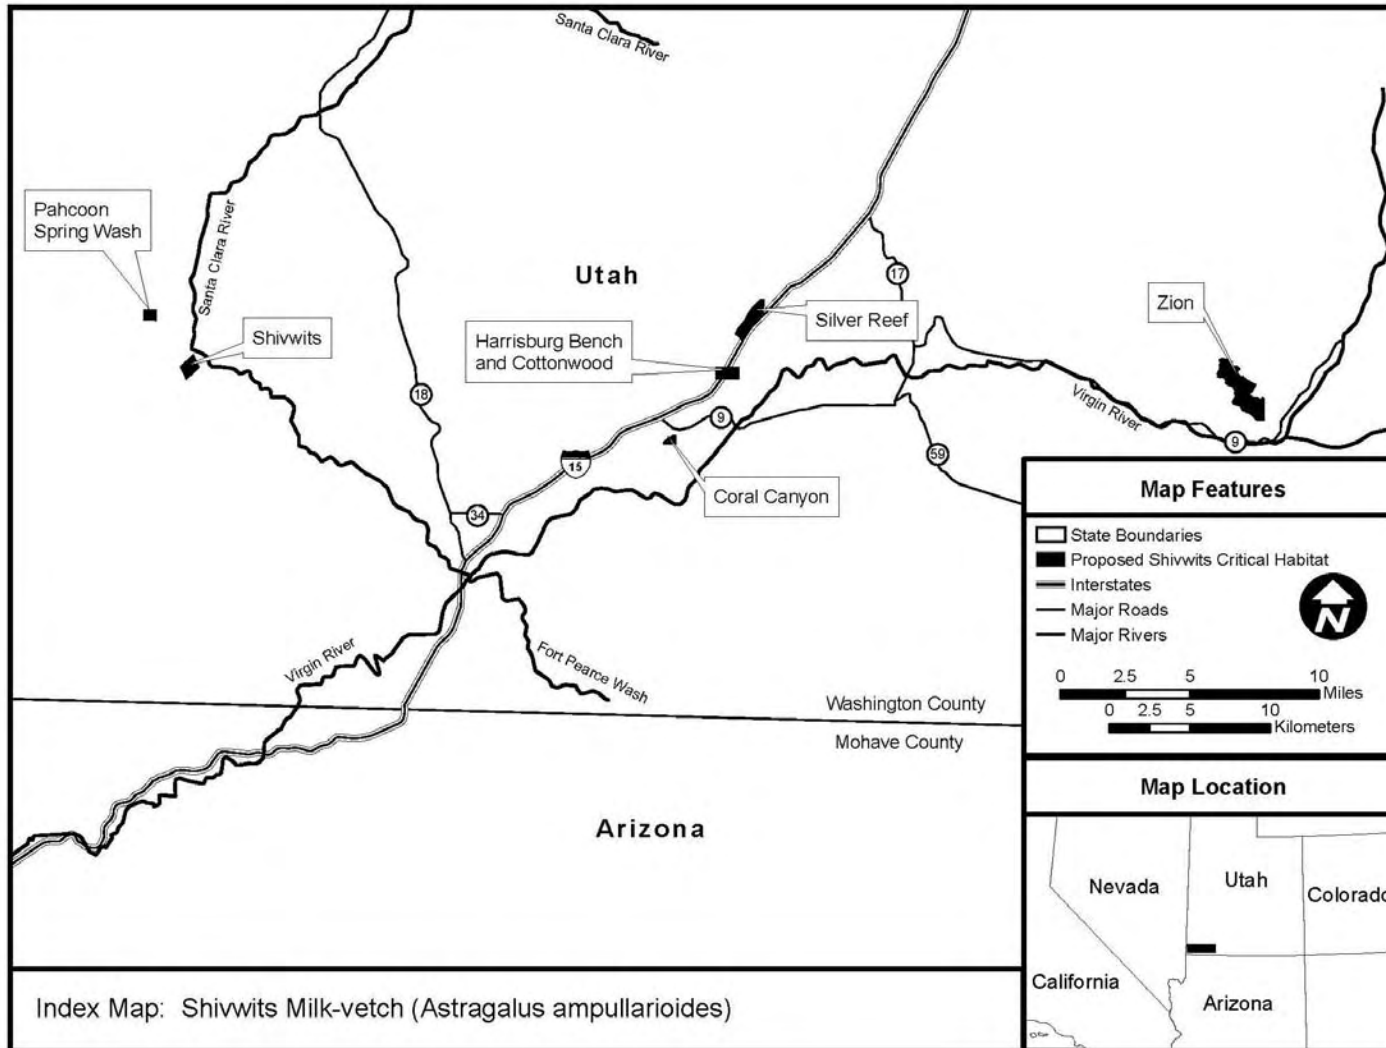 Santa Clara River
Pahcoon
Spring Wash
Santa Clara River
Utah
17
Zion
Silver Reef
Shivwits
Harrisburg Bench
and Cottonwood
18
9
Virgin River
9
59
15
Coral Canyon
34
Virgin River
Fort Pearce Wash
Washington County
Mohave County
Arizona
Map Features
State Boundaries
Proposed Shivwits Critical Habitat
Interstates
Major Roads
Major Rivers
N
0 2.5 5 10
Miles
0 2.5 5 10
Kilometers
Map Location
Nevada
Utah
Colorado
California
Arizona
Index Map: Shivwits Milk-vetch (Astragalus ampullarioides)